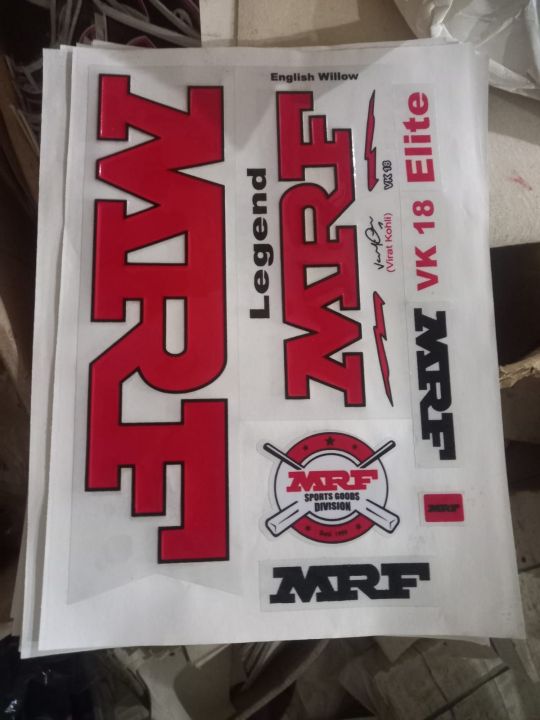 MRF
English Willow
Legend
MRF
VK 18
(Virat Kohli)
VK 18 Elite
MRF
MRF
SPORTS GOODS
DIVISION
MRF
MRF